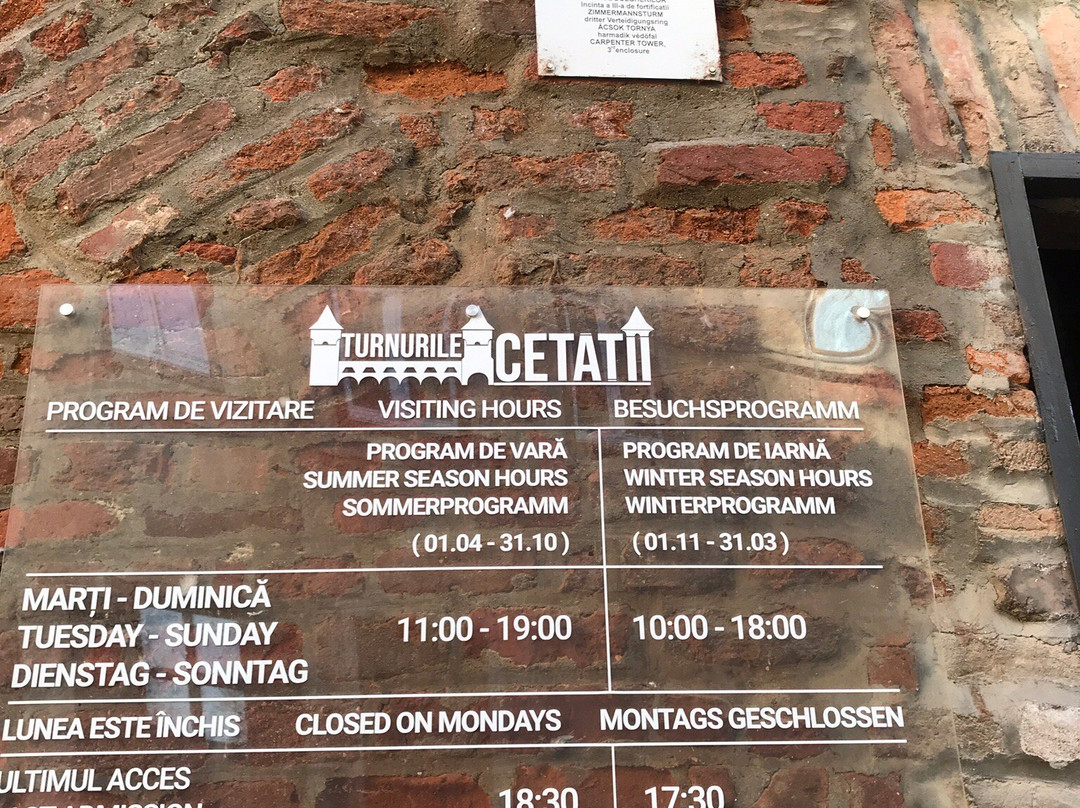 Incinta a III-a de fortificatii
ZIMMERMANNSTURM
dritter Verteidigungsring
ÁCSOK TORNYA
harmadik védőfal
CARPENTER TOWER,
3rd enclosure
TURNURILE CETĂȚII
PROGRAM DE VIZITARE VISITING HOURS BESUCHSPROGRAMM
PROGRAM DE VARĂ
SUMMER SEASON HOURS
SOMMERPROGRAMM
( 01.04 - 31.10 )
PROGRAM DE IARNĂ
WINTER SEASON HOURS
WINTERPROGRAMM
( 01.11 - 31.03 )
MARȚI - DUMINICĂ
TUESDAY - SUNDAY
DIENSTAG - SONNTAG
11:00 - 19:00 10:00 - 18:00
LUNEA ESTE ÎNCHIS CLOSED ON MONDAYS MONTAGS GESCHLOSSEN
ULTIMUL ACCES
ADMISSION
18:30 17:30